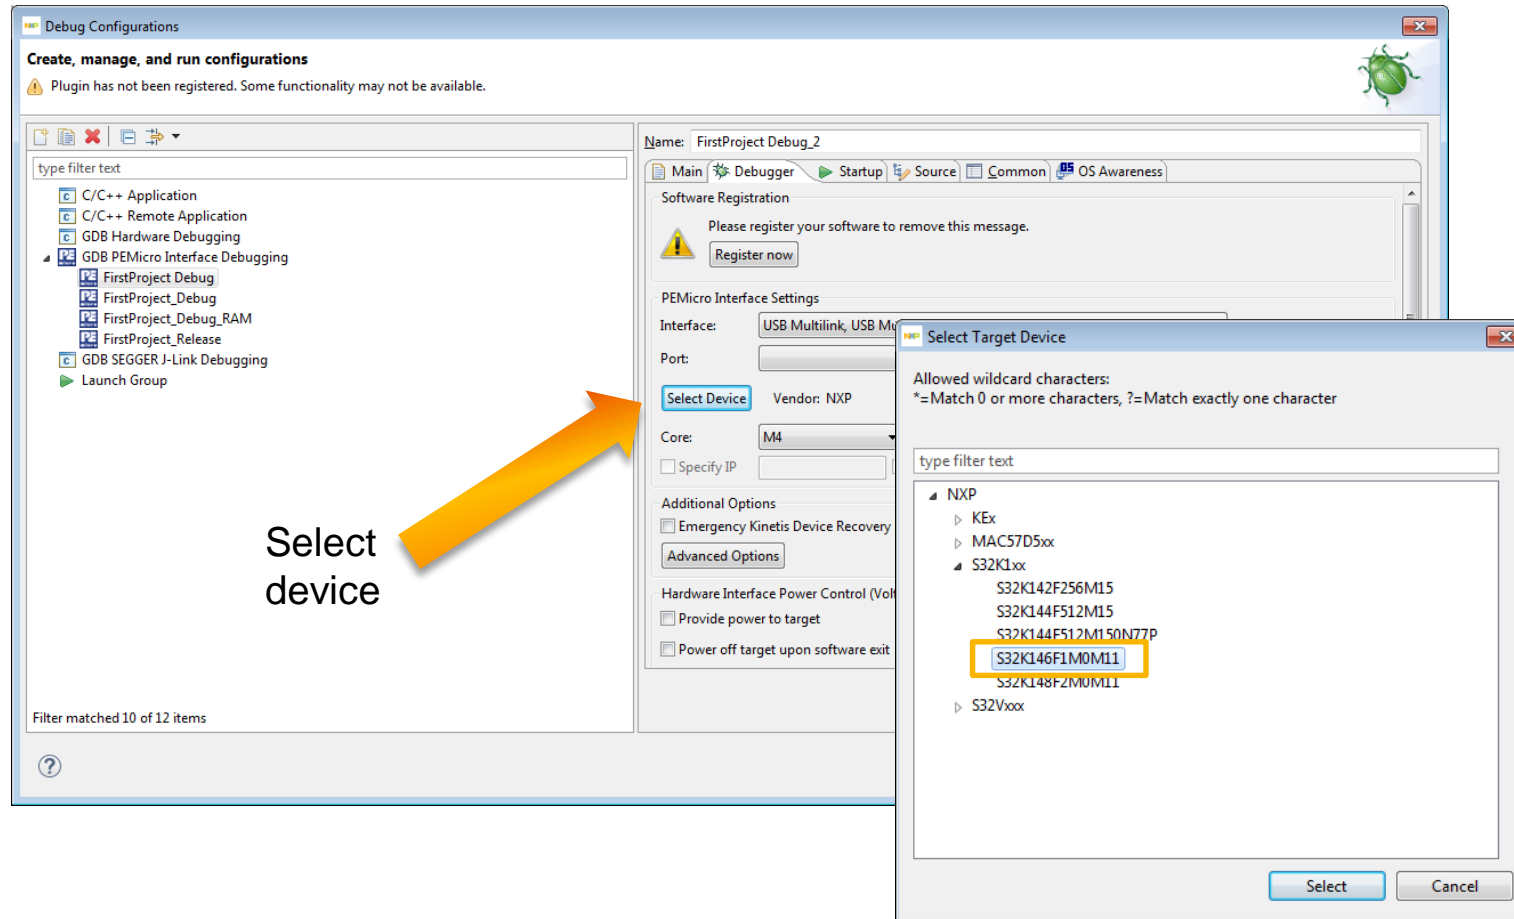 Debug Configurations
Create, manage, and run configurations
Plugin has not been registered. Some functionality may not be available.
type filter text
C/C++ Application
C/C++ Remote Application
GDB Hardware Debugging
GDB PEMicro Interface Debugging
FirstProject Debug
FirstProject_Debug
FirstProject_Debug_RAM
FirstProject_Release
GDB SEGGER J-Link Debugging
Launch Group
Filter matched 10 of 12 items
Select
device
Name: FirstProject Debug_2
Main Debugger Startup Source Common OS Awareness
Software Registration
Please register your software to remove this message.
Register now
PEMicro Interface Settings
Interface: USB Multilink, USB Mu
Port:
Select Device Vendor: NXP
Core: M4
Specify IP
Additional Options
Emergency Kinetis Device Recovery
Advanced Options
Hardware Interface Power Control (Volt
Provide power to target
Power off target upon software exit
NXP Select Target Device
Allowed wildcard characters:
*=Match 0 or more characters, ?=Match exactly one character
type filter text
NXP
KEx
MAC57D5xx
S32K1xx
S32K142F256M15
S32K144F512M15
S32K144F512M150N77P
S32K146F1M0M11
S32K148F2M0M11
S32Vxxx
Select Cancel